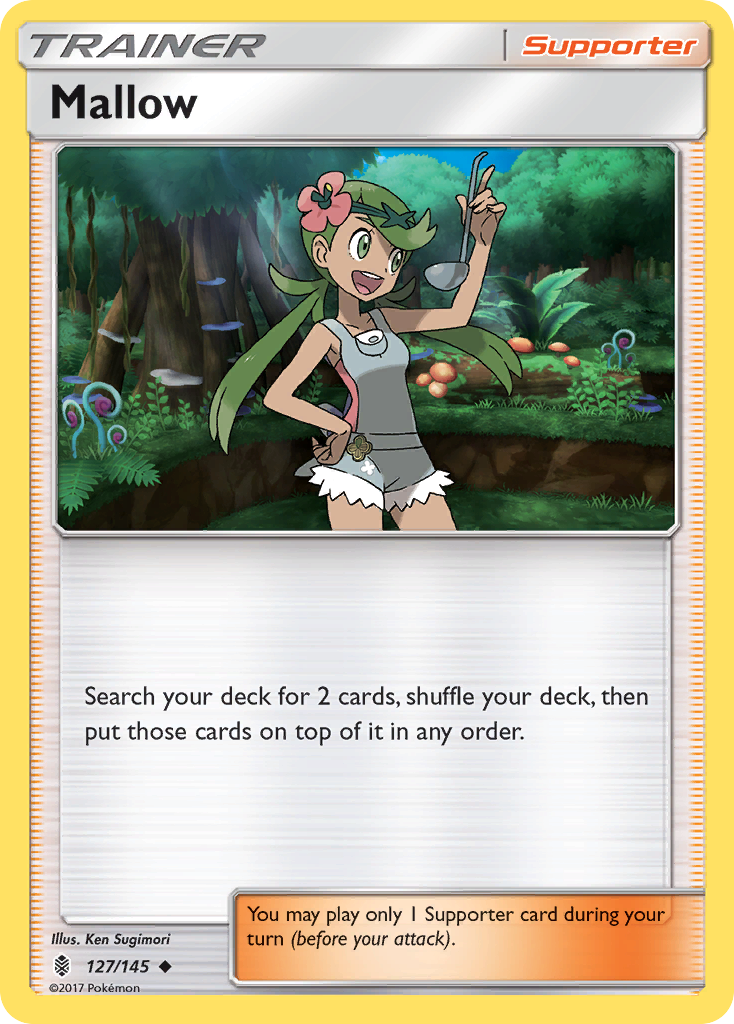 TRAINER
Supporter
Mallow
Search your deck for 2 cards, shuffle your deck, then
put those cards on top of it in any order.
You may play only 1 Supporter card during your
turn (before your attack).
Illus. Ken Sugimori
127/145
©2017 Pokémon